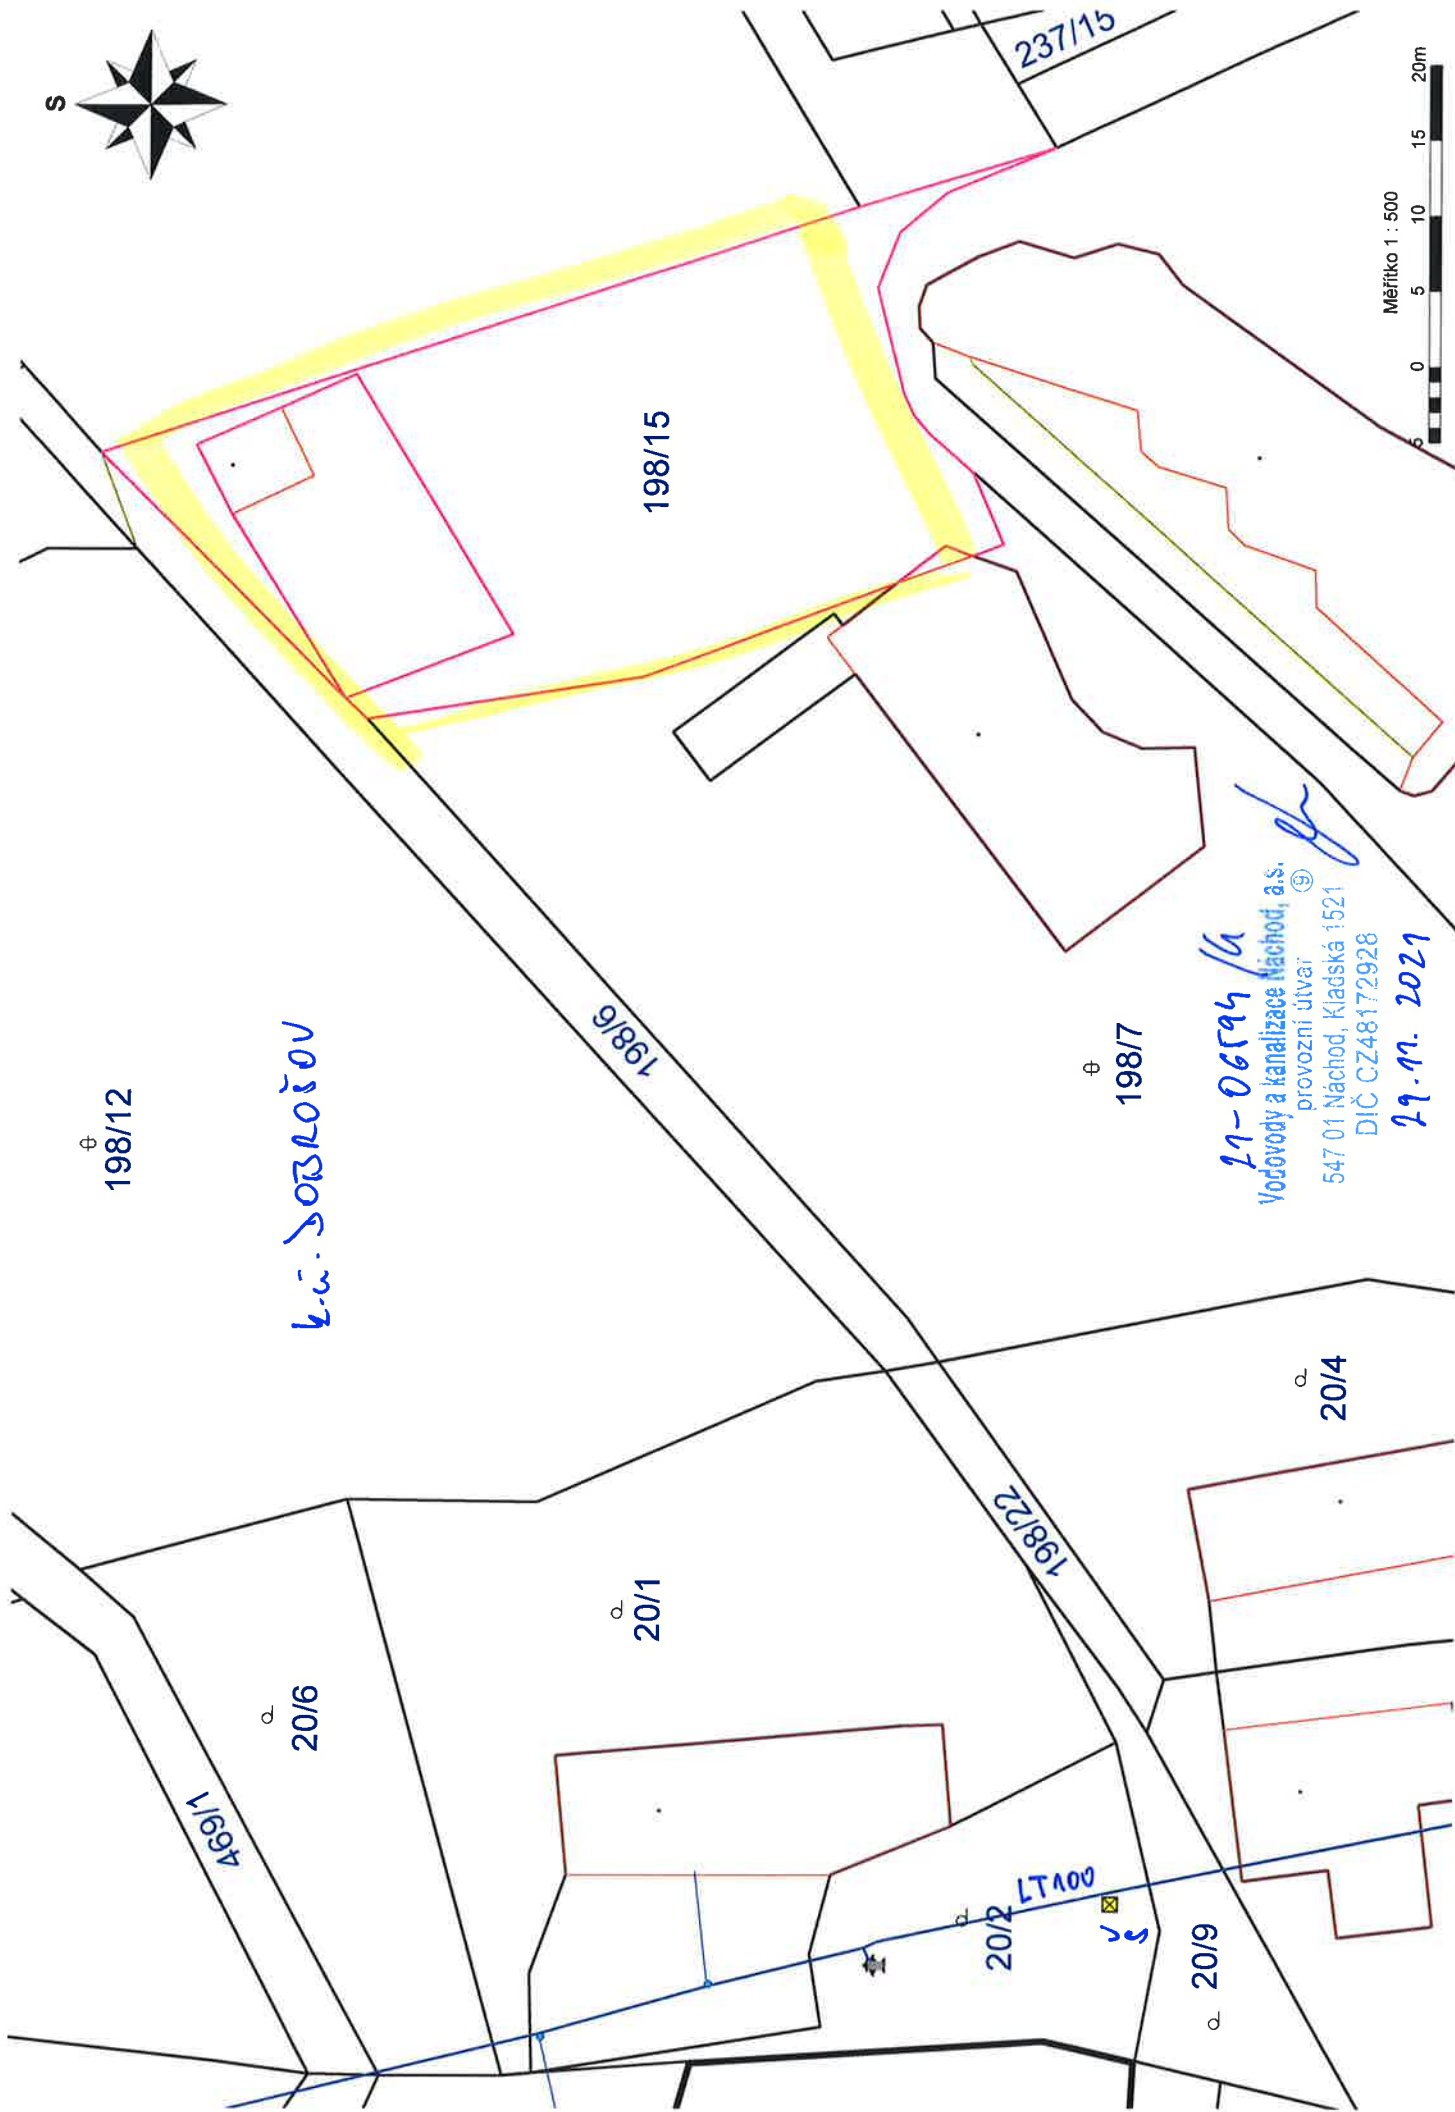 S
469/1
20/6
20/1
20/2
LT100
20/9
198/12
k.ú. DOBROŠOV
198/6
198/22
20/4
198/7
198/15
237/15
Vodovody a kanalizace Náchod, a.s.
provozní útvar ⑨
547 01 Náchod, Kladská 1521
DIČ CZ48172928
29.11. 2021
Měřítko 1 : 500
5 0 5 10 15 20m